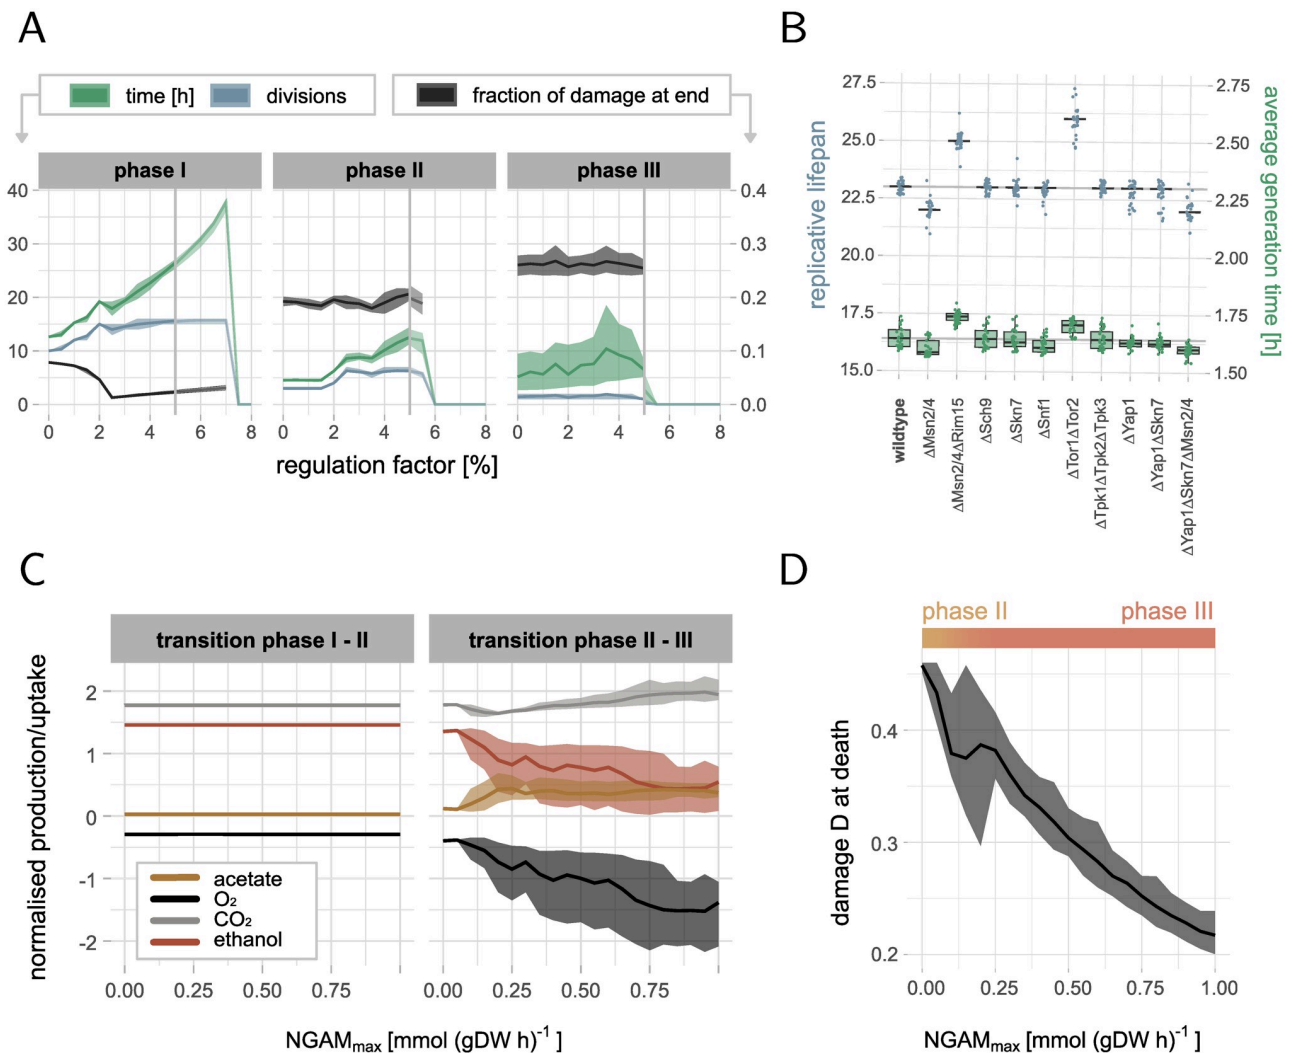 A
time [h]
divisions
fraction of damage at end
phase I
phase II
phase III
40
30
20
10
0
0.4
0.3
0.2
0.1
0.0
0 2 4 6 8
0 2 4 6 8
0 2 4 6 8
regulation factor [%]
B
27.5
25.0
22.5
20.0
17.5
15.0
replicative lifepan
2.75
2.50
2.25
2.00
1.75
1.50
average generation time [h]
wildtype
ΔMsn2/4
ΔMsn2/4ΔRim15
ΔSch9
ΔSkn7
ΔSnf1
ΔTor1ΔTor2
ΔTpk1ΔTpk2ΔTpk3
ΔYap1
ΔYap1ΔSkn7
ΔYap1ΔSkn7ΔMsn2/4
C
transition phase I - II
transition phase II - III
normalised production/uptake
2
1
0
-1
-2
acetate
O₂
CO₂
ethanol
0.00 0.25 0.50 0.75
0.00 0.25 0.50 0.75
NGAMmax [mmol (gDW h)⁻¹ ]
D
phase II
phase III
damage D at death
0.4
0.3
0.2
0.00 0.25 0.50 0.75 1.00
NGAMmax [mmol (gDW h)⁻¹ ]